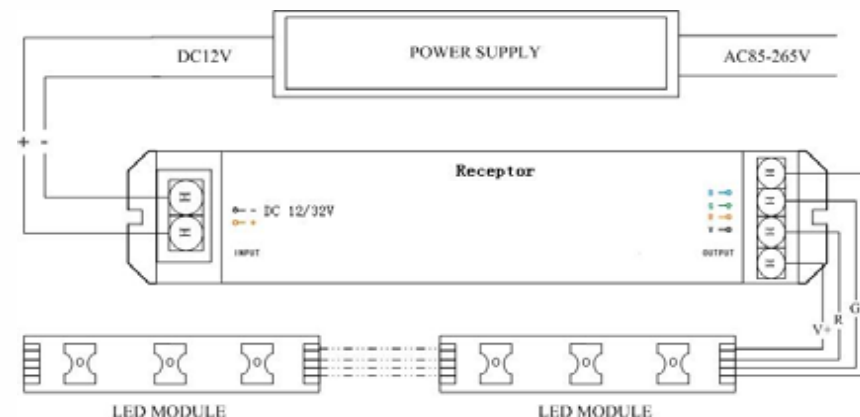 DC12V
POWER SUPPLY
AC85-265V
+ -
Receptor
- DC 12/32V
+
INPUT
OUTPUT
V+
R
G
LED MODULE
LED MODULE